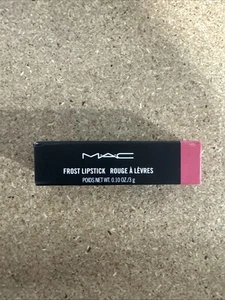 MAC
FROST LIPSTICK ROUGE À LÈVRES
POIDS NET WT. 0.10 OZ/3 g